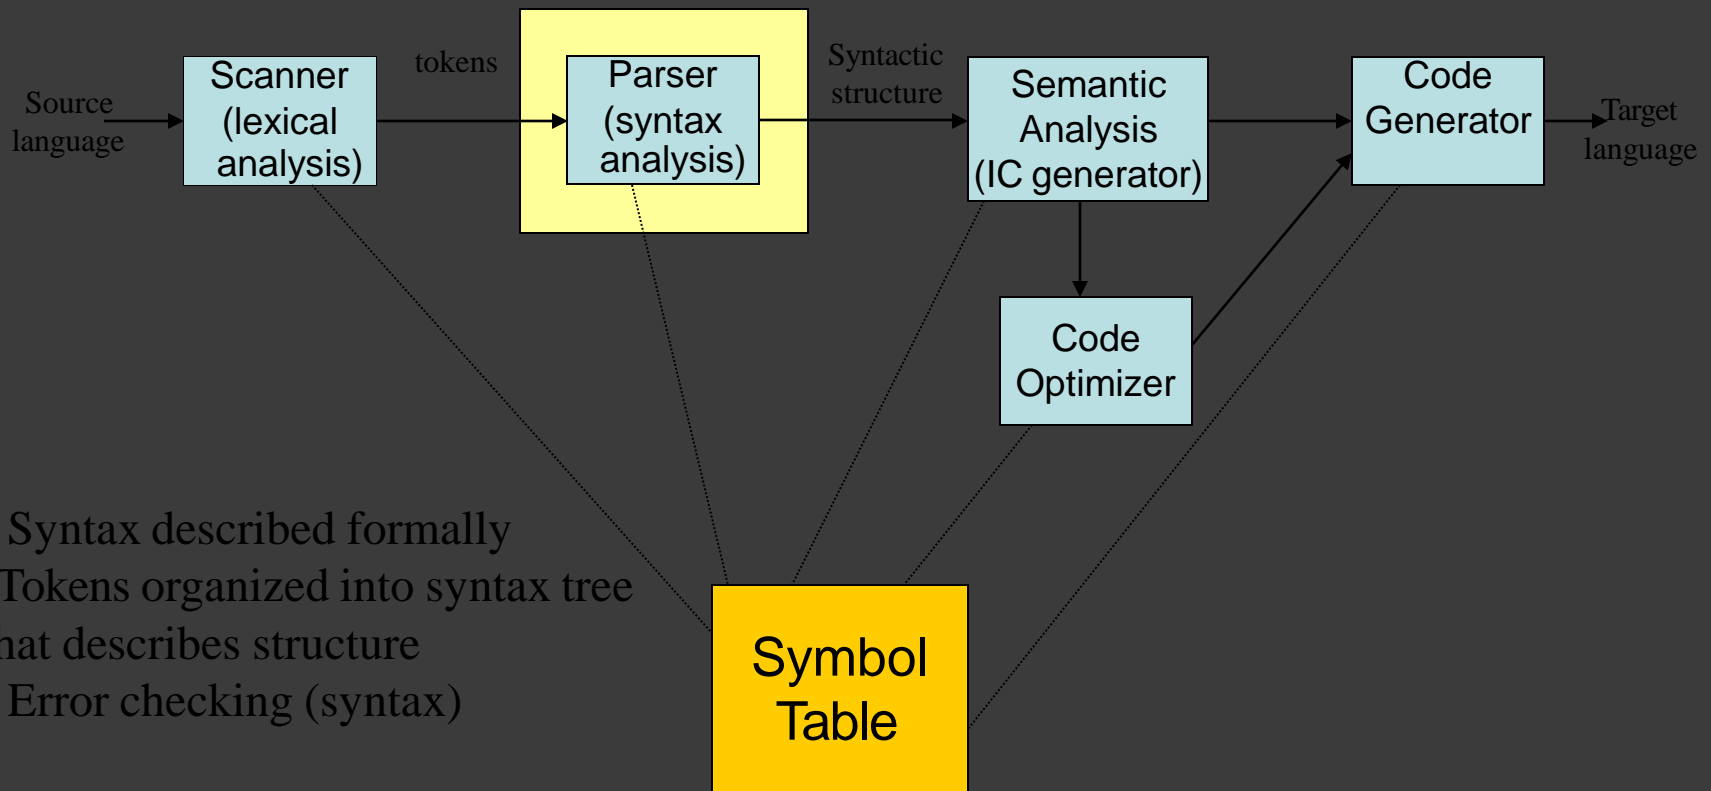 Source
language
Scanner
(lexical
analysis)
tokens
Parser
(syntax
analysis)
Syntactic
structure
Semantic
Analysis
(IC generator)
Code
Generator
Target
language
Code
Optimizer
Syntax described formally
Tokens organized into syntax tree
hat describes structure
Error checking (syntax)
Symbol
Table